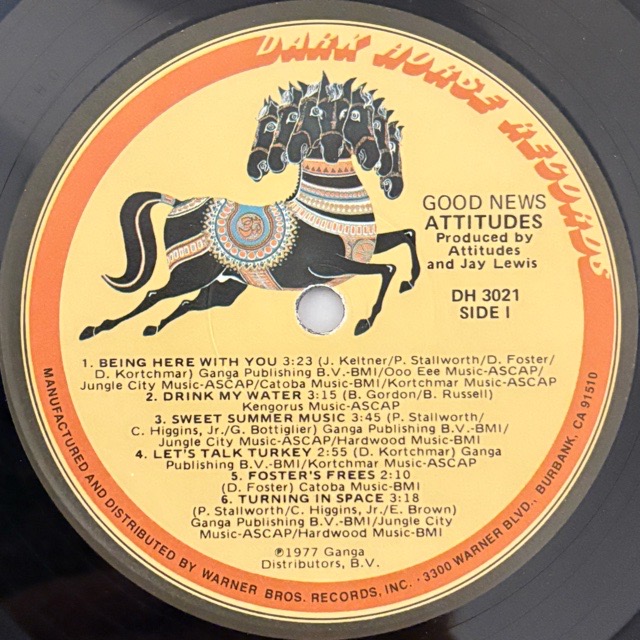 DARK HORSE RECORDS
GOOD NEWS
ATTITUDES
Produced by
Attitudes
and Jay Lewis
DH 3021
SIDE I
1. BEING HERE WITH YOU 3:23 (J. Keltner/P. Stallworth/D. Foster/
D. Kortchmar) Ganga Publishing B.V.-BMI/Ooo Eee Music-ASCAP/
Jungle City Music-ASCAP/Catoba Music-BMI/Kortchmar Music-ASCAP
2. DRINK MY WATER 3:15 (B. Gordon/B. Russell)
Kengorus Music-ASCAP
3. SWEET SUMMER MUSIC 3:45 (P. Stallworth/
C. Higgins, Jr./G. Bottiglier) Ganga Publishing B.V.-BMI/
Jungle City Music-ASCAP/Hardwood Music-BMI
4. LET'S TALK TURKEY 2:55 (D. Kortchmar) Ganga
Publishing B.V.-BMI/Kortchmar Music-ASCAP
5. FOSTER'S FREES 2:10
(D. Foster) Catoba Music-BMI
6. TURNING IN SPACE 3:18
(P. Stallworth/C. Higgins, Jr./E. Brown)
Ganga Publishing B.V.-BMI/Jungle City
Music-ASCAP/Hardwood Music-BMI
℗1977 Ganga
Distributors, B.V.
MANUFACTURED AND DISTRIBUTED BY WARNER BROS. RECORDS, INC. · 3300 WARNER BLVD., BURBANK, CA 91510